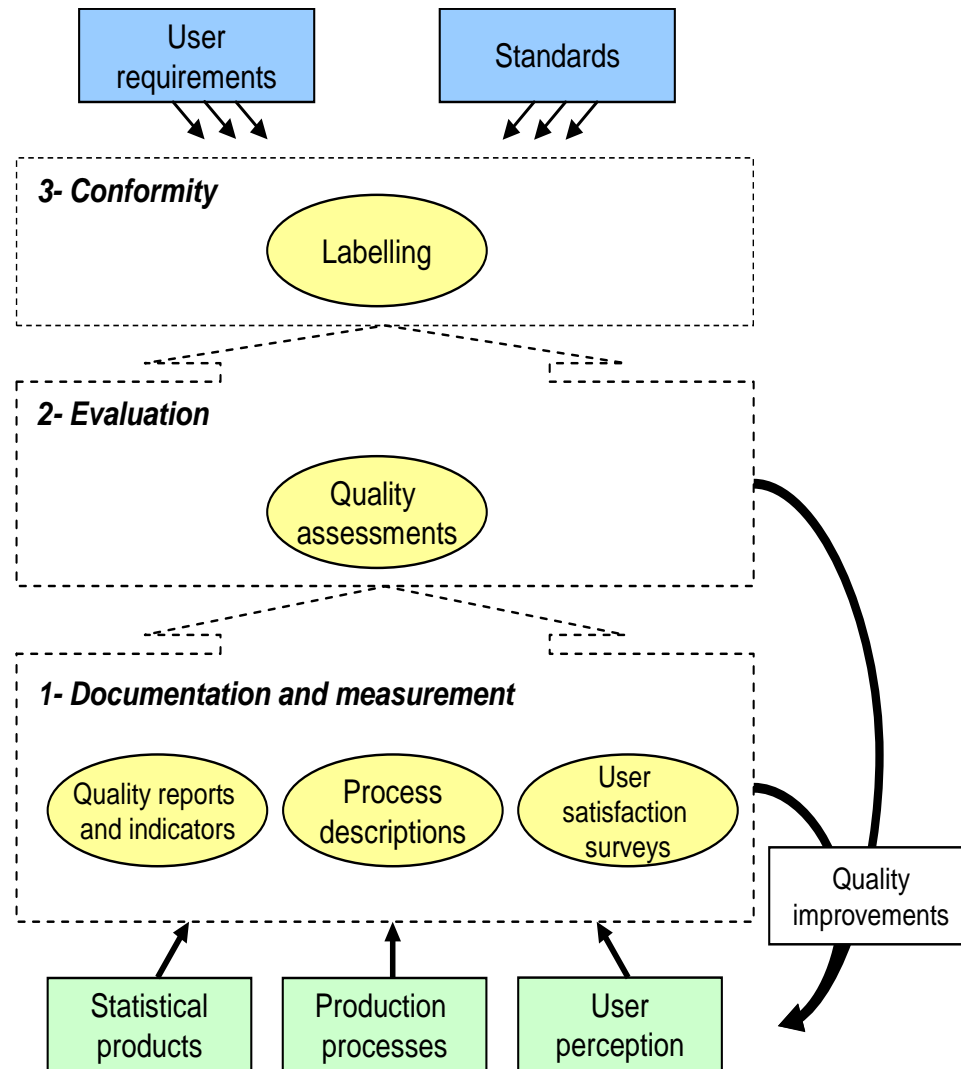 User
requirements
Standards
3- Conformity
Labelling
2- Evaluation
Quality
assessments
1- Documentation and measurement
Quality reports
and indicators
Process
descriptions
User
satisfaction
surveys
Quality
improvements
Statistical
products
Production
processes
User
perception